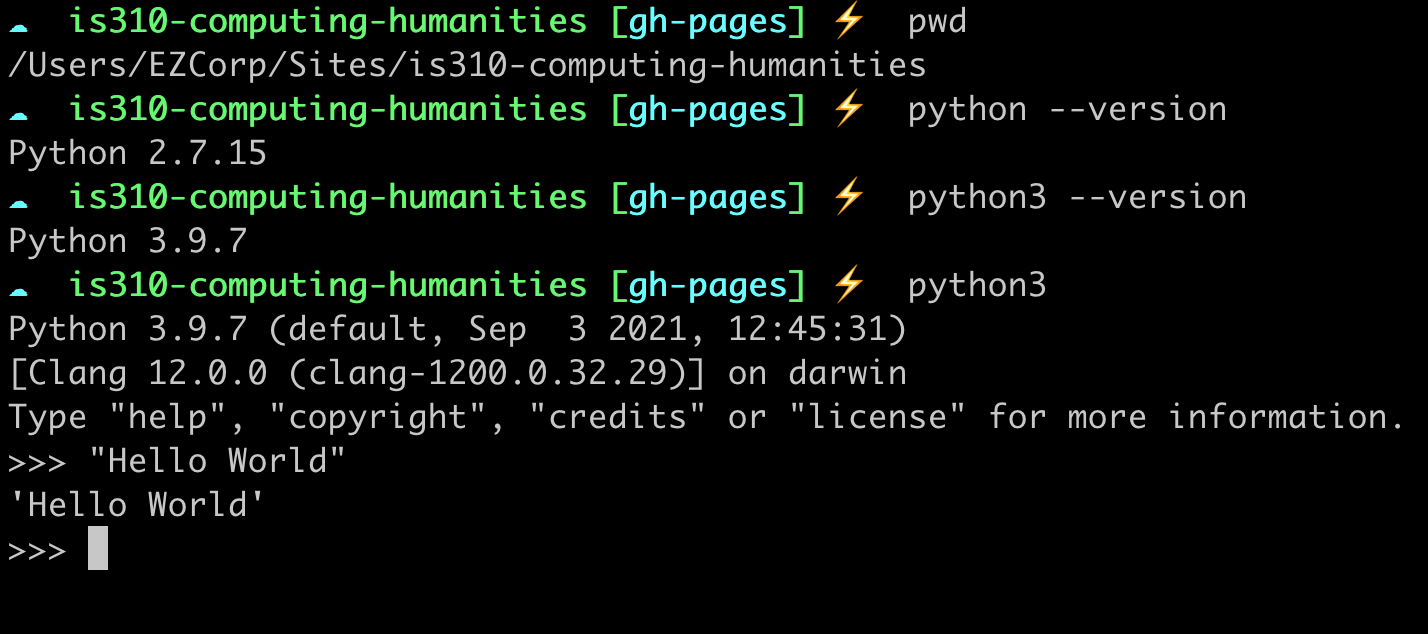 ☁  is310-computing-humanities [gh-pages] ⚡  pwd
/Users/EZCorp/Sites/is310-computing-humanities
☁  is310-computing-humanities [gh-pages] ⚡  python --version
Python 2.7.15
☁  is310-computing-humanities [gh-pages] ⚡  python3 --version
Python 3.9.7
☁  is310-computing-humanities [gh-pages] ⚡  python3
Python 3.9.7 (default, Sep  3 2021, 12:45:31)
[Clang 12.0.0 (clang-1200.0.32.29)] on darwin
Type "help", "copyright", "credits" or "license" for more information.
>>> "Hello World"
'Hello World'
>>>